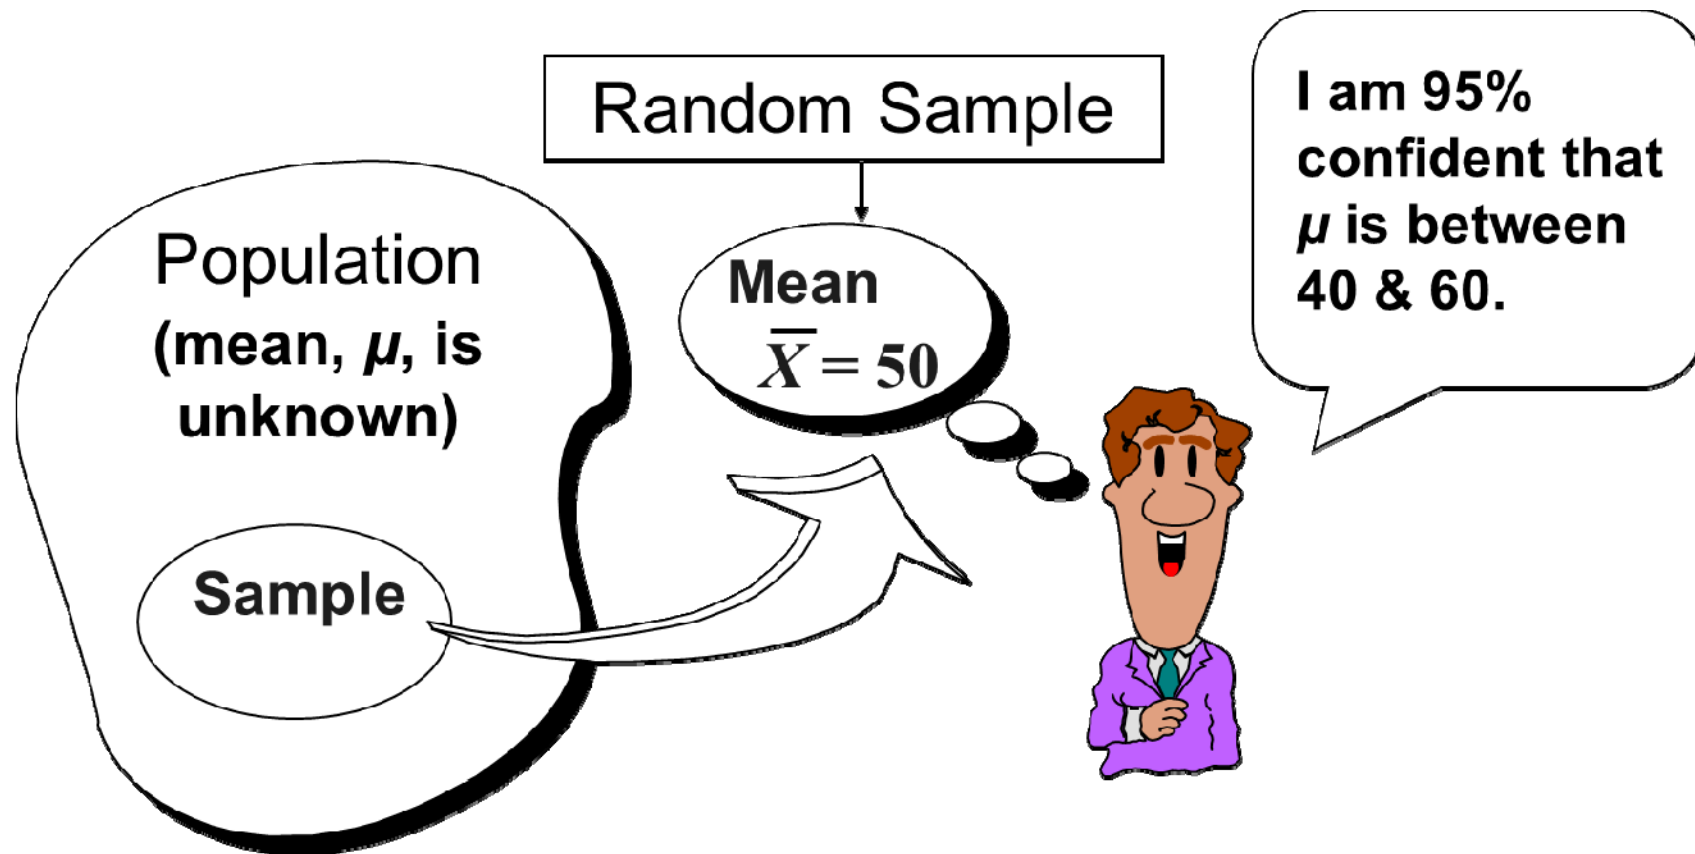 Random Sample
Population
(mean, μ, is
unknown)
Sample
Mean
X̅ = 50
I am 95%
confident that
μ is between
40 & 60.